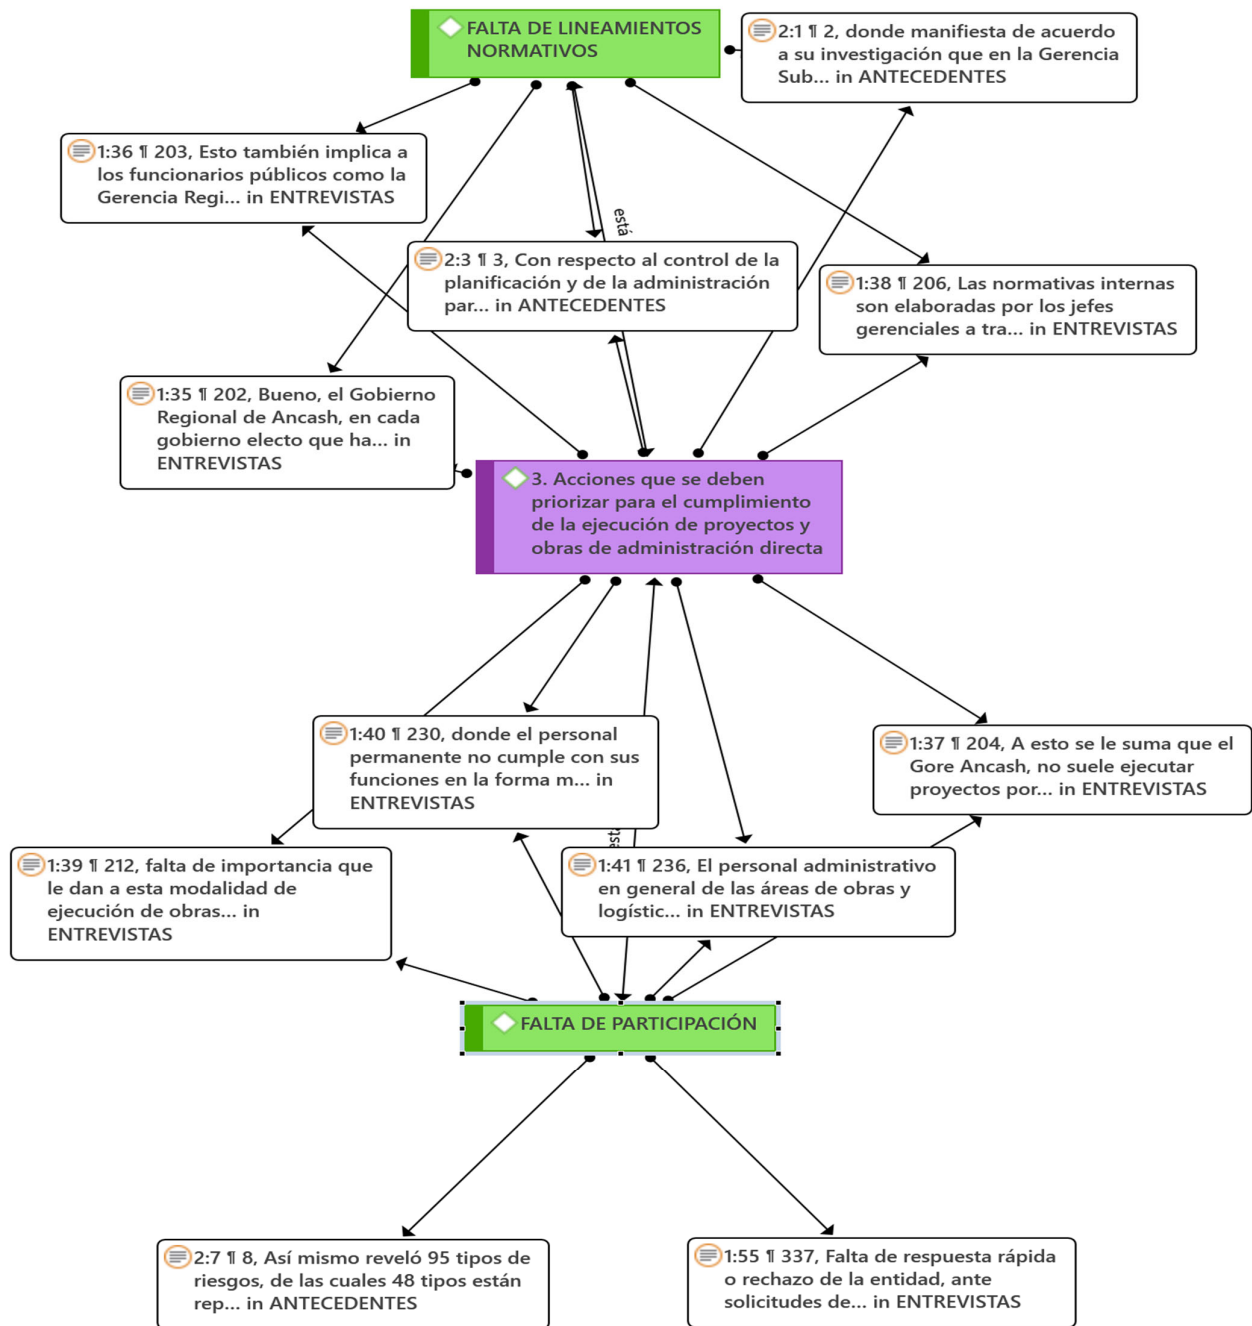 FALTA DE LINEAMIENTOS
NORMATIVOS
2:1 ¶ 2, donde manifiesta de acuerdo
a su investigación que en la Gerencia
Sub... in ANTECEDENTES
1:36 ¶ 203, Esto también implica a
los funcionarios públicos como la
Gerencia Regi... in ENTREVISTAS
está
2:3 ¶ 3, Con respecto al control de la
planificación y de la administración
par... in ANTECEDENTES
1:38 ¶ 206, Las normativas internas
son elaboradas por los jefes
gerenciales a tra... in ENTREVISTAS
1:35 ¶ 202, Bueno, el Gobierno
Regional de Ancash, en cada
gobierno electo que ha... in
ENTREVISTAS
3. Acciones que se deben
priorizar para el cumplimiento
de la ejecución de proyectos y
obras de administración directa
1:40 ¶ 230, donde el personal
permanente no cumple con sus
funciones en la forma m... in
ENTREVISTAS
1:37 ¶ 204, A esto se le suma que el
Gore Ancash, no suele ejecutar
proyectos por... in ENTREVISTAS
está
1:39 ¶ 212, falta de importancia que
le dan a esta modalidad de
ejecución de obras... in
ENTREVISTAS
1:41 ¶ 236, El personal administrativo
en general de las áreas de obras y
logístic... in ENTREVISTAS
FALTA DE PARTICIPACIÓN
2:7 ¶ 8, Así mismo reveló 95 tipos de
riesgos, de las cuales 48 tipos están
rep... in ANTECEDENTES
1:55 ¶ 337, Falta de respuesta rápida
o rechazo de la entidad, ante
solicitudes de... in ENTREVISTAS